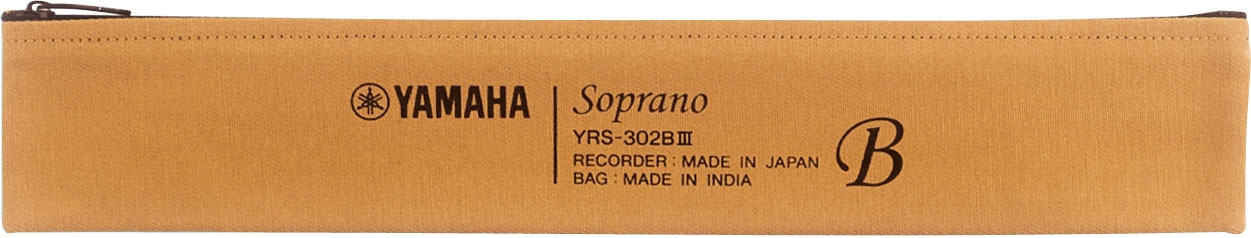 YAMAHA
Soprano
YRS-302BIII
RECORDER : MADE IN JAPAN
BAG : MADE IN INDIA
B